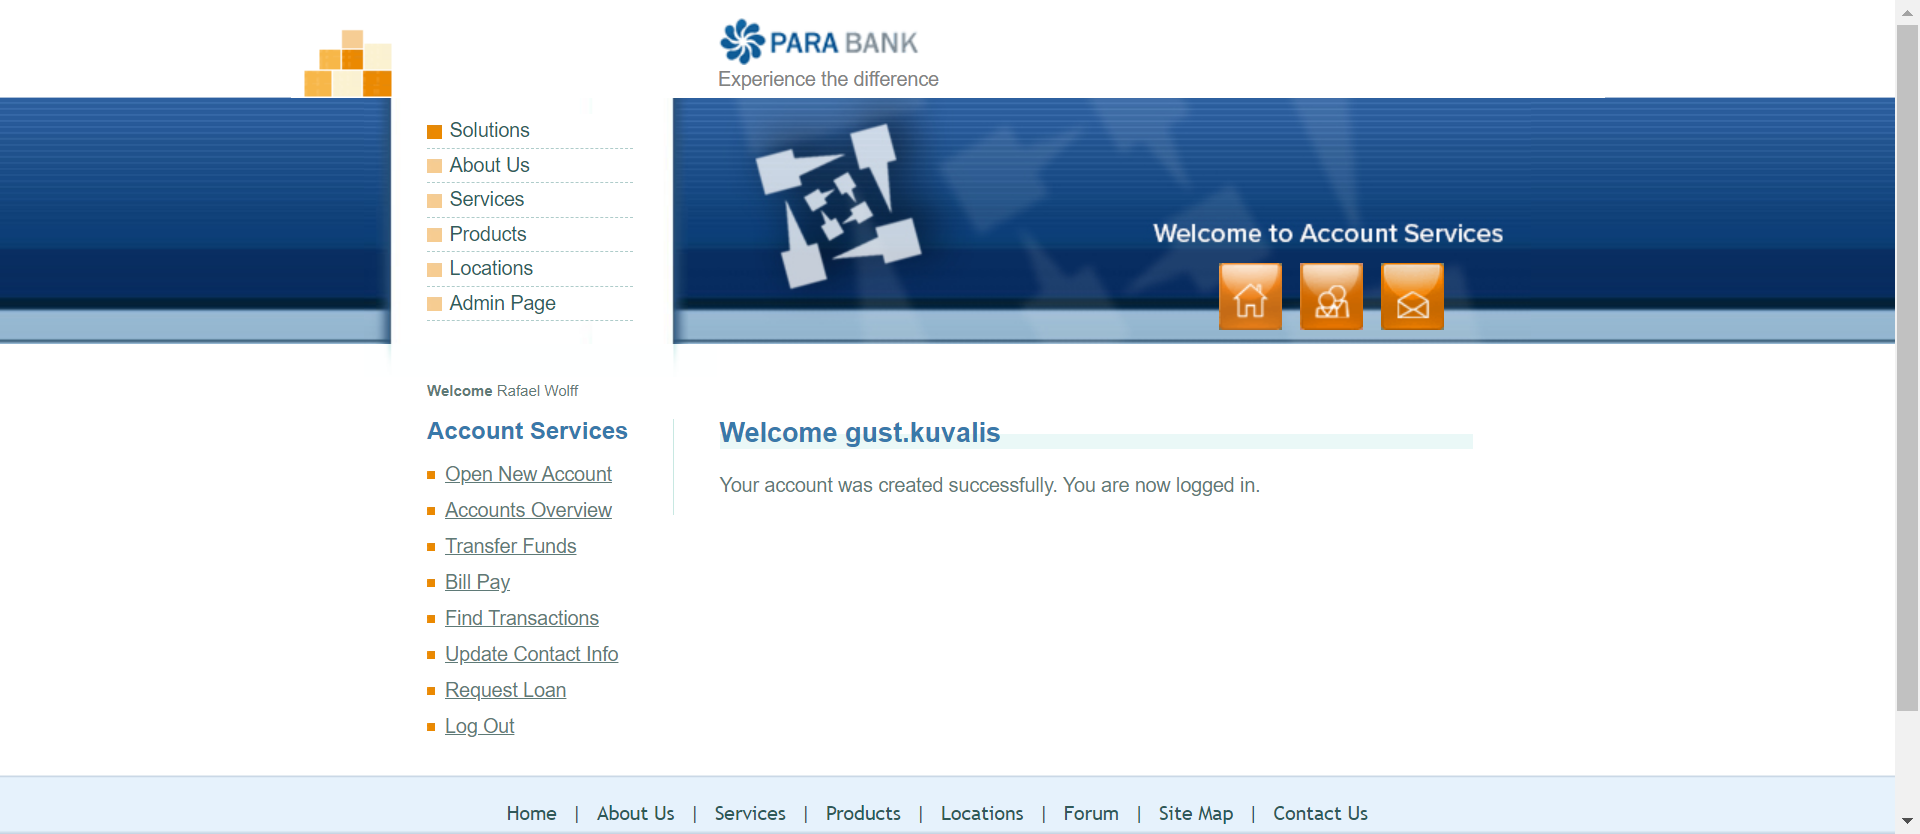 PARA BANK
Experience the difference
Solutions
About Us
Services
Products
Locations
Admin Page
Welcome to Account Services
Welcome Rafael Wolff
Account Services
Open New Account
Accounts Overview
Transfer Funds
Bill Pay
Find Transactions
Update Contact Info
Request Loan
Log Out
Welcome gust.kuvalis
Your account was created successfully. You are now logged in.
Home | About Us | Services | Products | Locations | Forum | Site Map | Contact Us